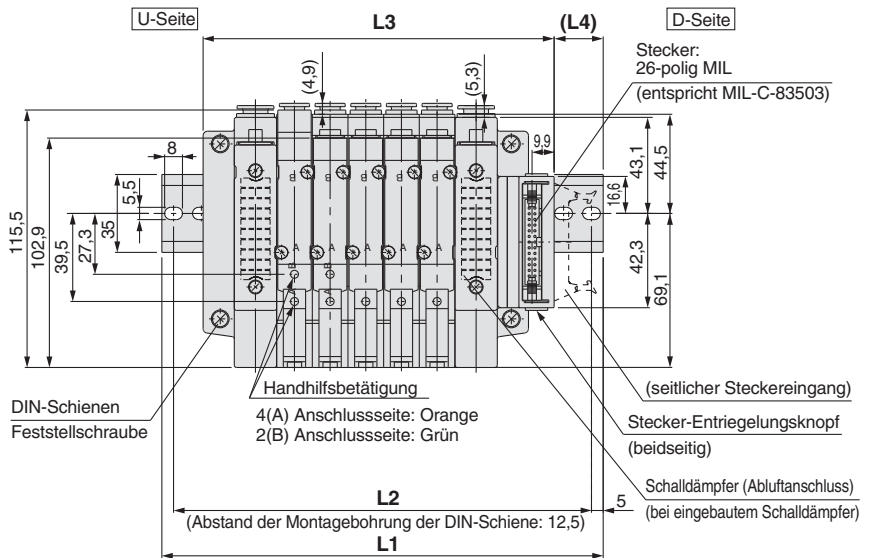 U-Seite
D-Seite
L3
(L4)
Stecker:
26-polig MIL
(entspricht MIL-C-83503)
(4,9)
(5,3)
9,9
8
5,5
35
115,5
102,9
39,5
27,3
16,6
43,1
44,5
42,3
69,1
B
B
B
B
B
A
A
A
A
A
B
B
A
A
DIN-Schienen
Feststellschraube
Handhilfsbetätigung
4(A) Anschlussseite: Orange
2(B) Anschlussseite: Grün
(seitlicher Steckereingang)
Stecker-Entriegelungsknopf
(beidseitig)
Schalldämpfer (Abluftanschluss)
(bei eingebautem Schalldämpfer)
L2
5
(Abstand der Montagebohrung der DIN-Schiene: 12,5)
L1